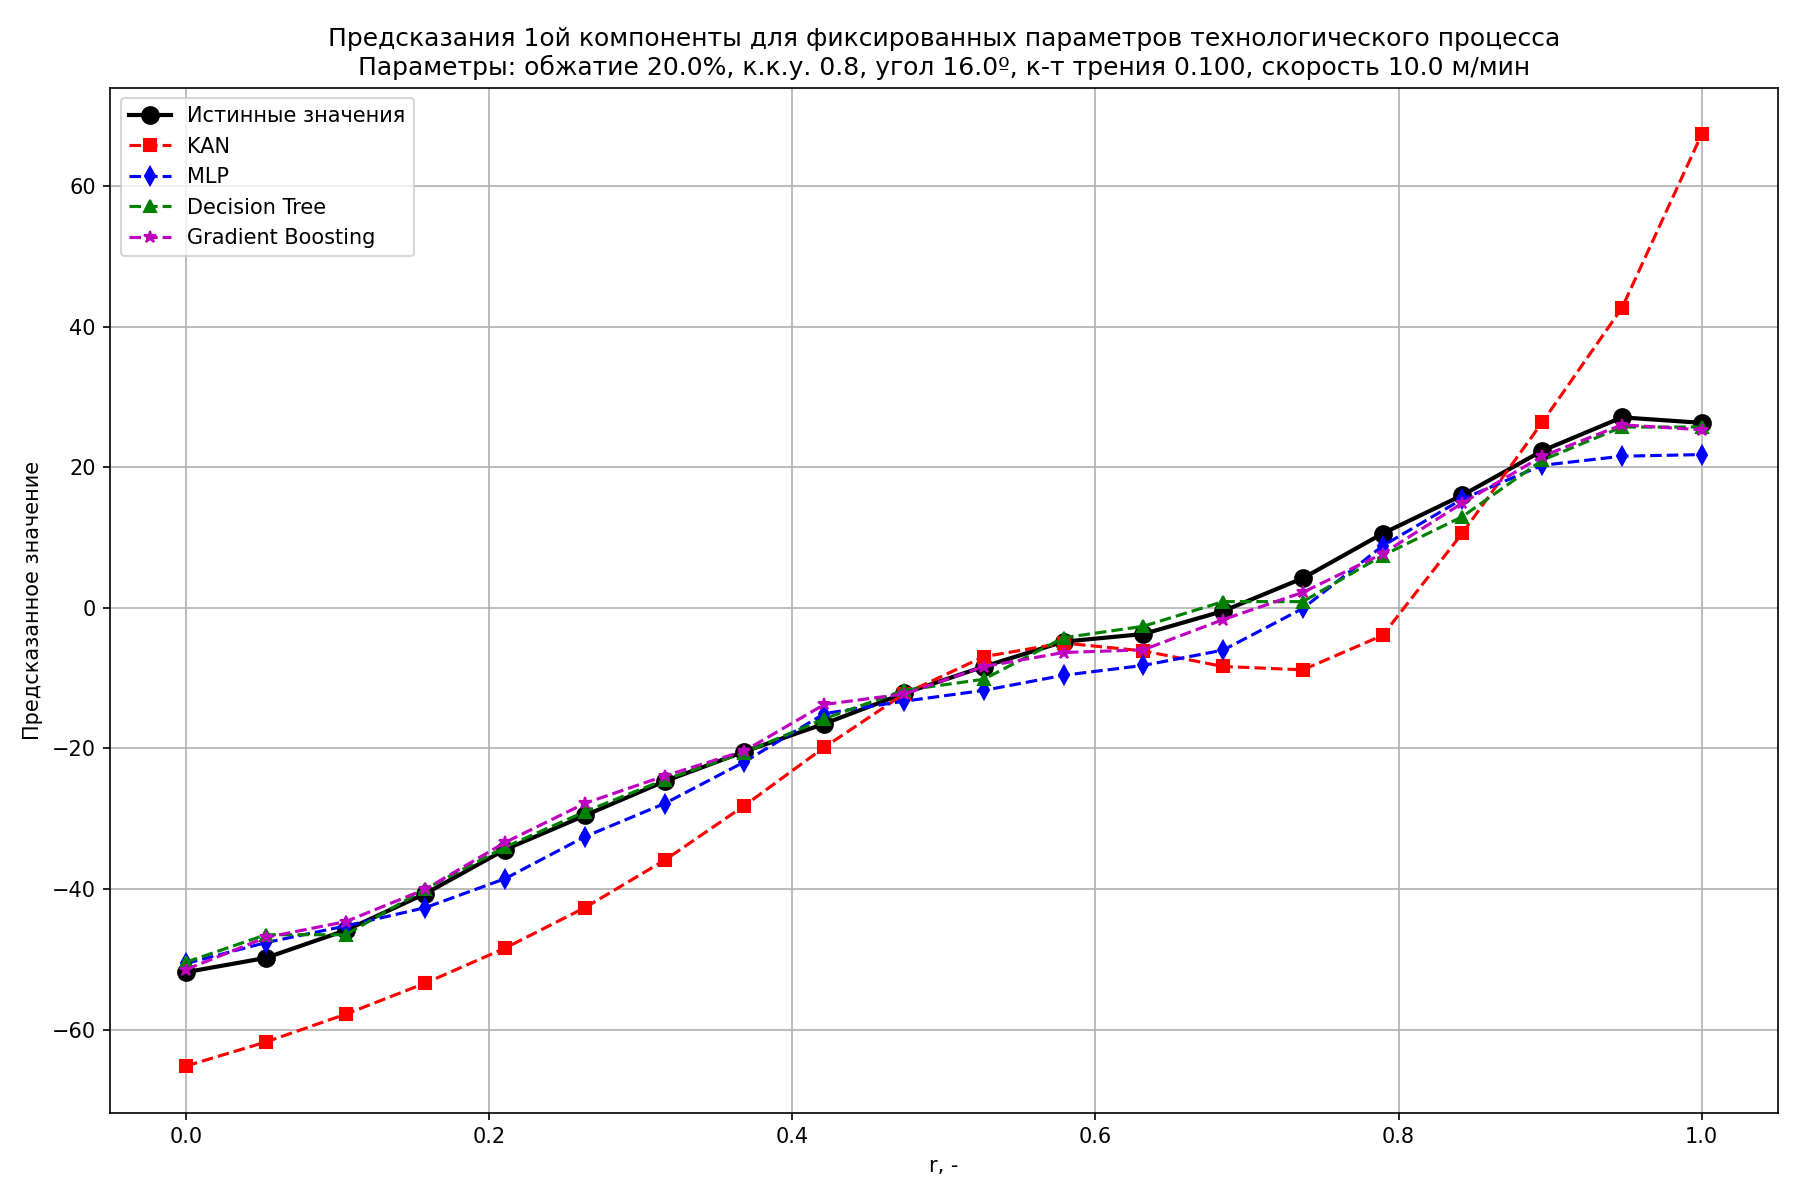 Предсказания 1ой компоненты для фиксированных параметров технологического процесса
Параметры: обжатие 20.0%, к.к.у. 0.8, угол 16.0º, к-т трения 0.100, скорость 10.0 м/мин
Истинные значения
KAN
MLP
Decision Tree
Gradient Boosting
Предсказанное значение
60
40
20
0
−20
−40
−60
0.0
0.2
0.4
0.6
0.8
1.0
r, -